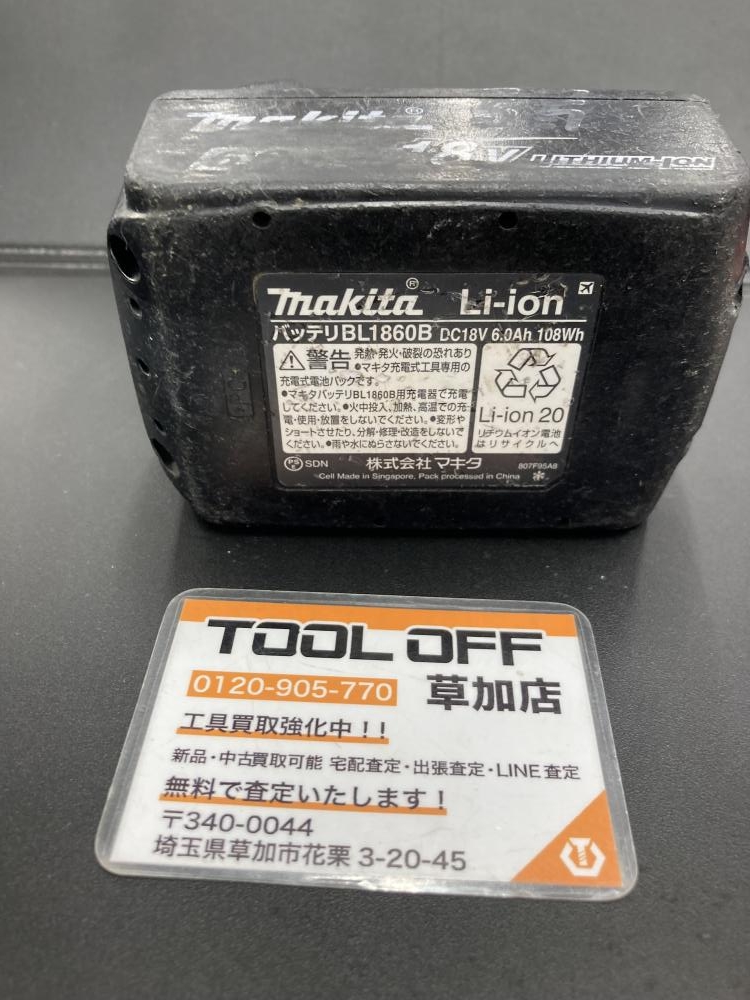 makita®
18V LITHIUM-ION
makita® Li-ion
バッテリBL1860B DC18V 6.0Ah 108Wh
警告 発熱・発火・破裂の恐れあり
●マキタ充電式工具専用の
充電式電池パックです。
●マキタバッテリBL1860B用充電器で充電
してください。●火中投入、加熱、高温での充
電・使用・放置をしないでください。●変形や
ショートさせたり、分解・修理・改造をしないで
ください。●雨や水にぬらさないでください。
Li-ion 20
リチウムイオン電池
はリサイクルへ
PS E SDN 株式会社 マキタ 807F95A8
Cell Made in Singapore, Pack processed in China
TOOL OFF
0120-905-770 草加店
工具買取強化中!!
新品・中古買取可能 宅配査定・出張査定・LINE査定
無料で査定いたします!
〒340-0044
埼玉県草加市花栗 3-20-45